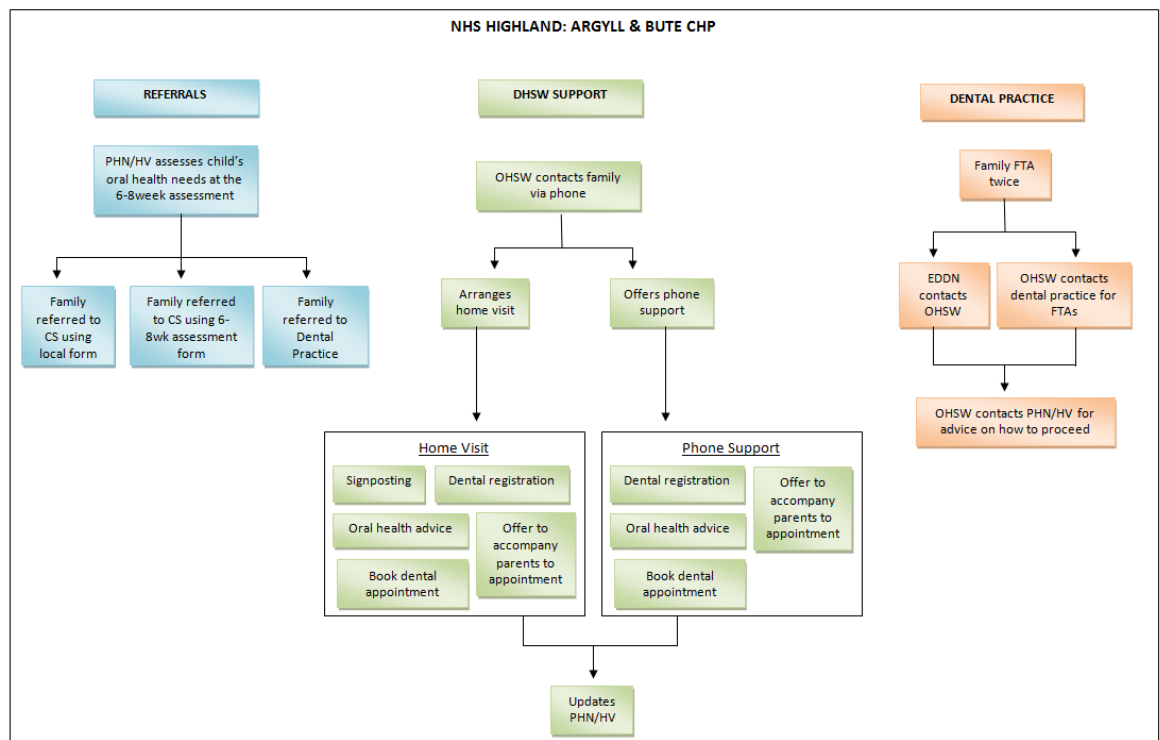 NHS HIGHLAND: ARGYLL & BUTE CHP
REFERRALS
PHN/HV assesses child's
oral health needs at the
6-8week assessment
Family
referred to
CS using
local form
Family referred
to CS using 6-
8wk assessment
form
Family
referred to
Dental
Practice
DHSW SUPPORT
OHSW contacts family
via phone
Arranges
home visit
Offers phone
support
Home Visit
Signposting
Dental registration
Oral health advice
Offer to
accompany
parents to
appointment
Book dental
appointment
Phone Support
Dental registration
Offer to
accompany
parents to
appointment
Oral health advice
Book dental
appointment
Updates
PHN/HV
DENTAL PRACTICE
Family FTA
twice
EDDN
contacts
OHSW
OHSW contacts
dental practice for
FTAs
OHSW contacts PHN/HV for
advice on how to proceed